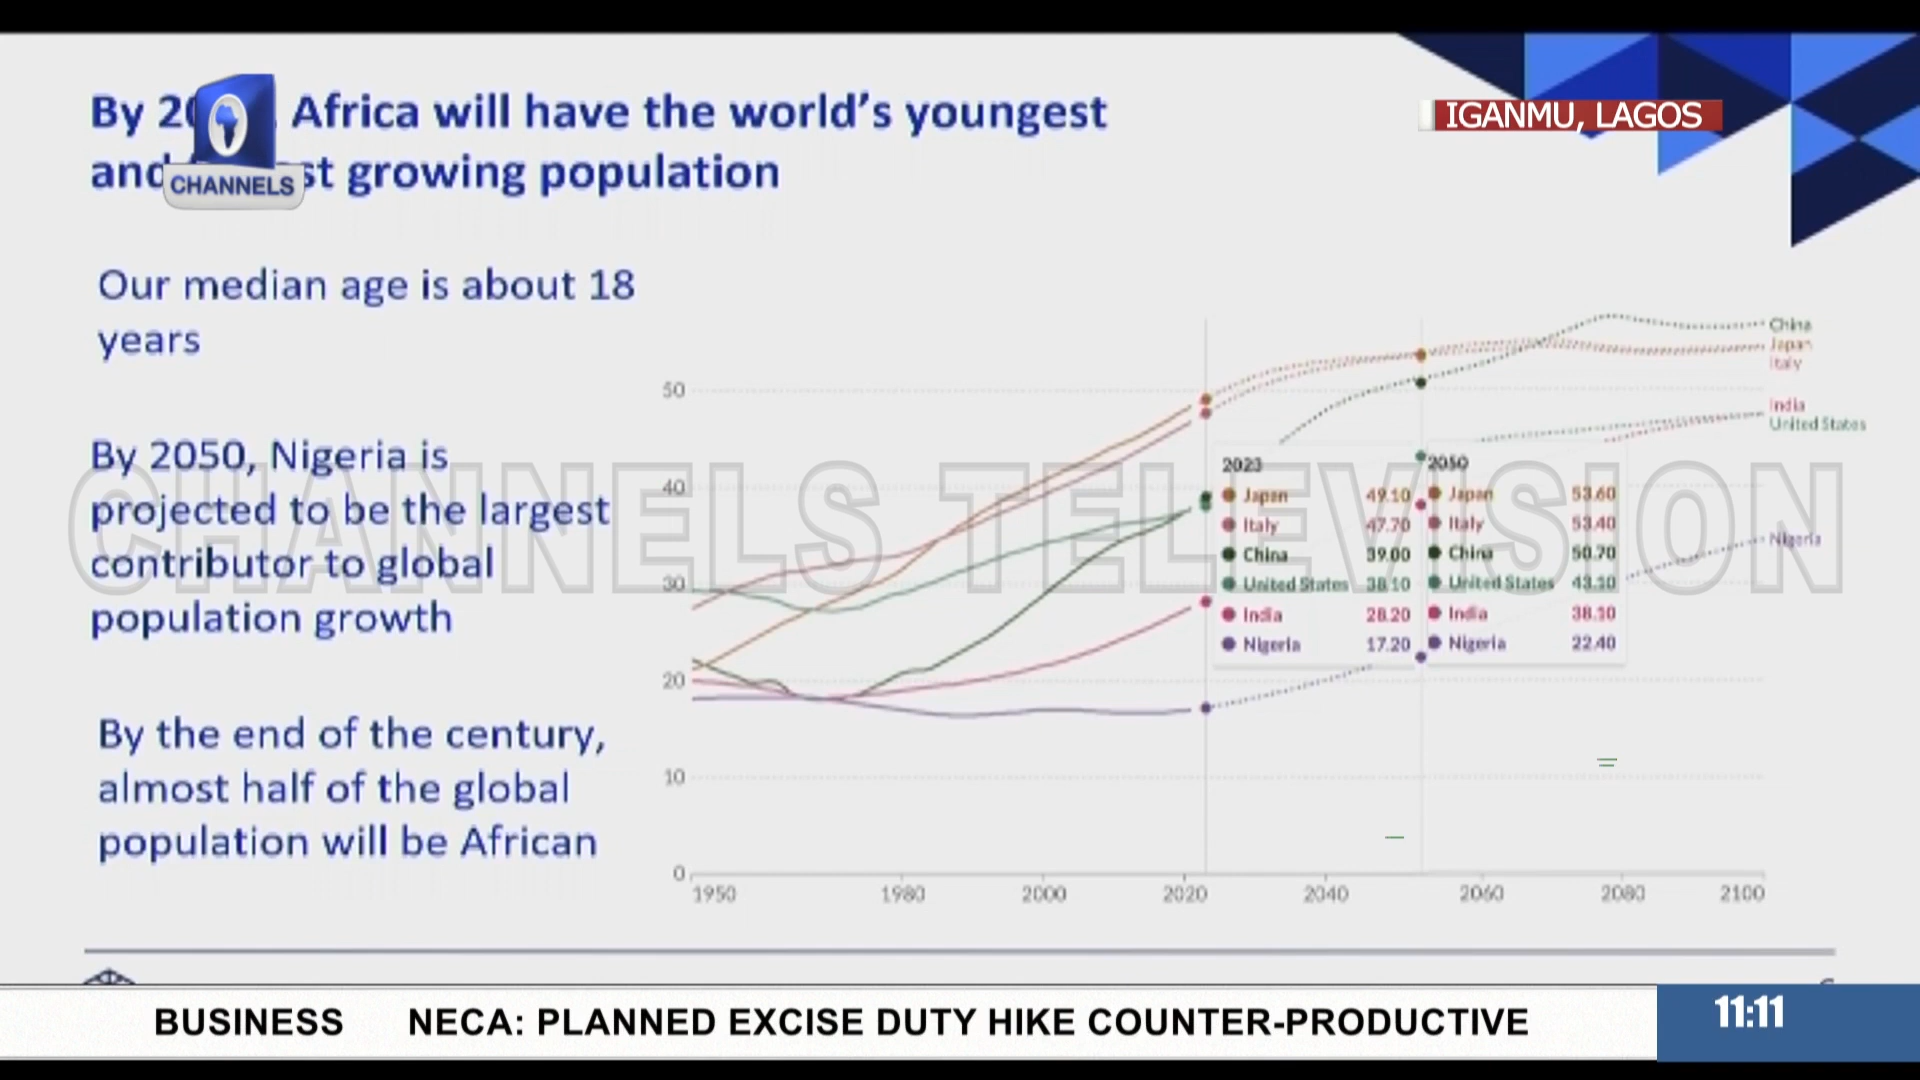 By 20 Africa will have the world's youngest
and st growing population
CHANNELS
IGANMU, LAGOS
Our median age is about 18
years
By 2050, Nigeria is
projected to be the largest
contributor to global
population growth
By the end of the century,
almost half of the global
population will be African
CHANNELS TELEVISION
50
40
30
20
10
0
1950 1980 2000 2020 2040 2060 2080 2100
2023
Japan 49.10
Italy 47.70
China 39.00
United States 38.10
India 28.20
Nigeria 17.20
2050
Japan 53.60
Italy 53.40
China 50.70
United States 43.10
India 38.10
Nigeria 22.40
China
Japan
Italy
India
United States
Nigeria
BUSINESS NECA: PLANNED EXCISE DUTY HIKE COUNTER-PRODUCTIVE
11:11